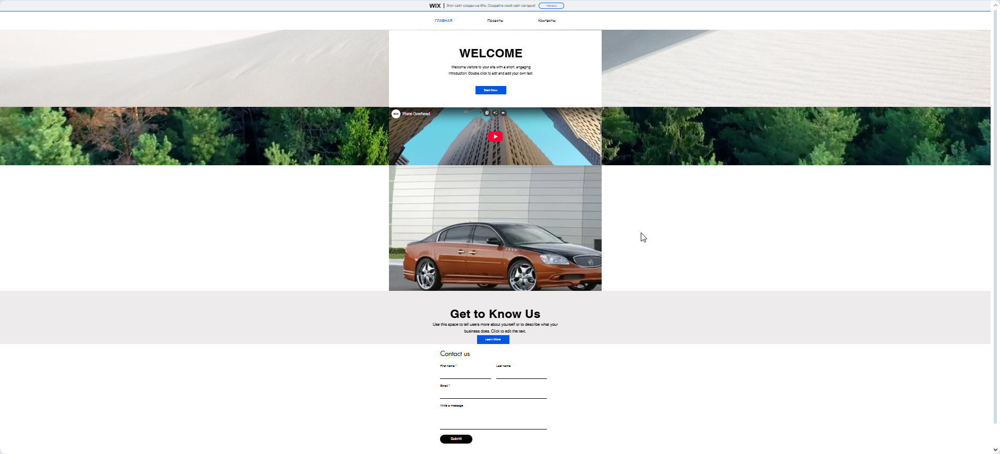 WIX
Этот сайт создан на Wix. Создайте свой сайт сегодня!
Начать
ГЛАВНАЯ
Проекты
Контакты
WELCOME
Welcome visitors to your site with a short, engaging
introduction. Double click to edit and add your own text.
Start Now
WIX
Plane Overhead
Get to Know Us
Use this space to tell users more about yourself or to describe what your
business does. Click to edit the text.
Learn More
Contact us
First name *
Last name
Email *
Write a message
Submit